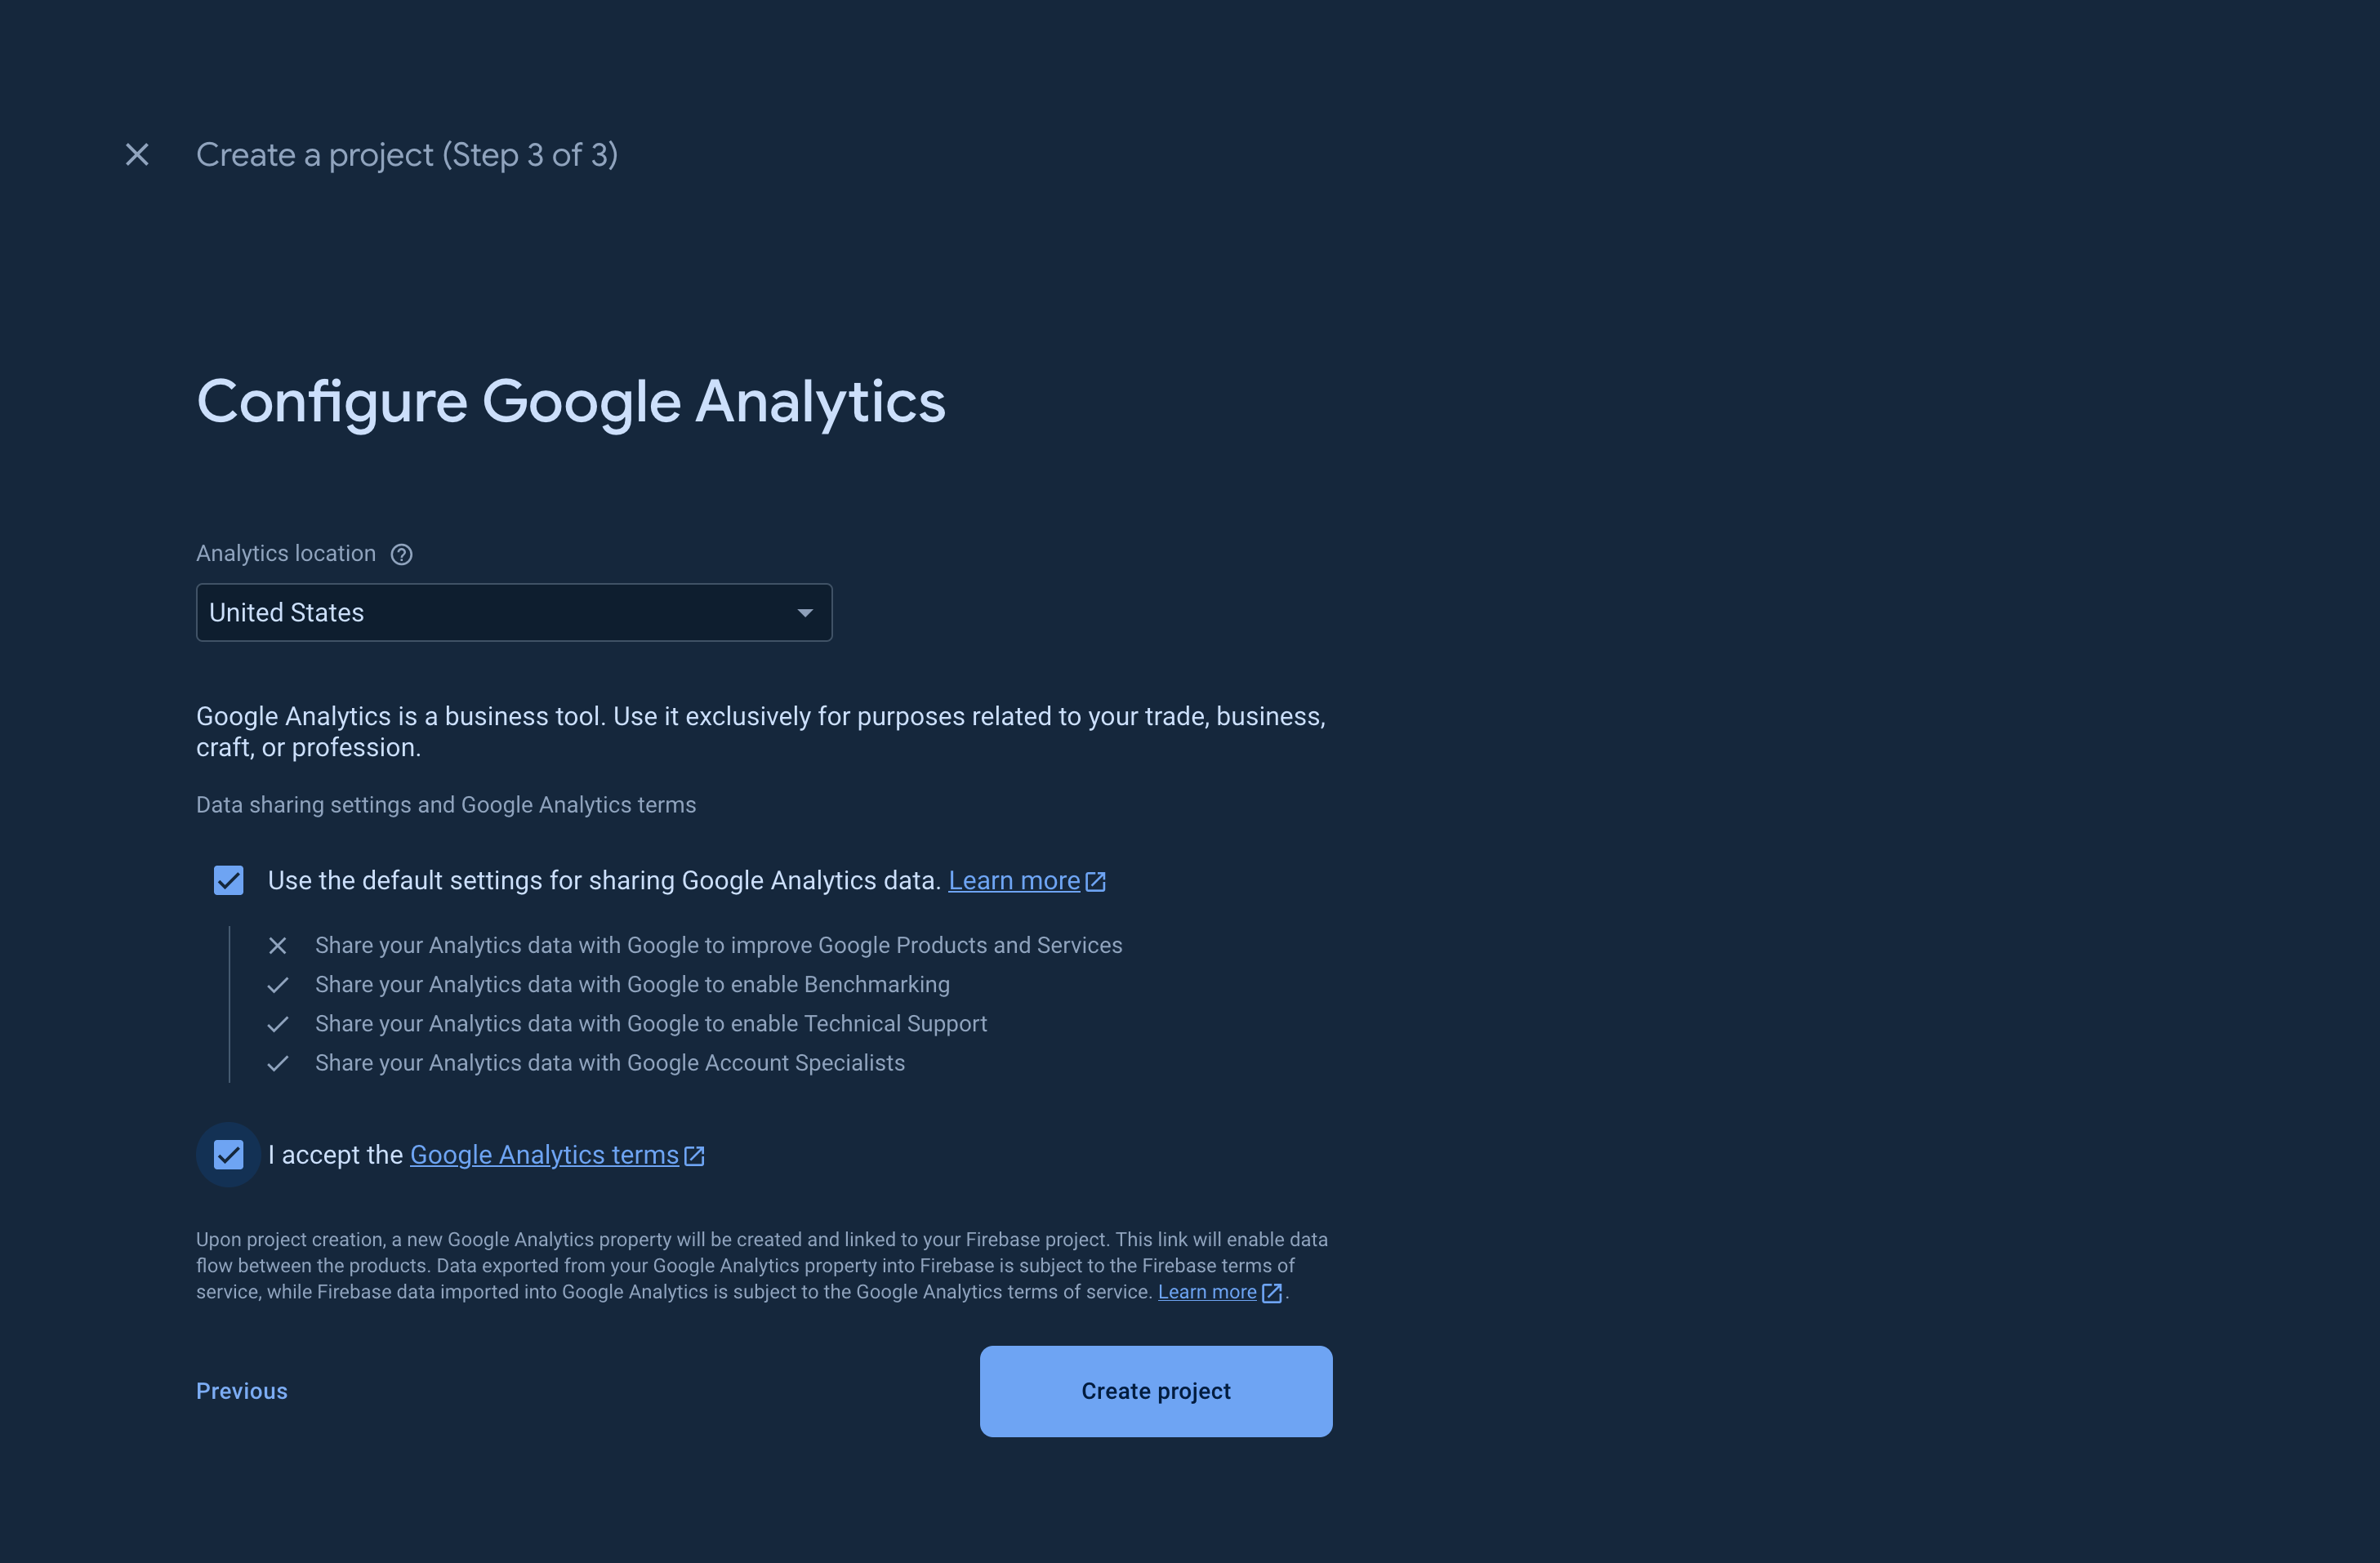 Create a project (Step 3 of 3)
Configure Google Analytics
Analytics location
United States
Google Analytics is a business tool. Use it exclusively for purposes related to your trade, business,
craft, or profession.
Data sharing settings and Google Analytics terms
Use the default settings for sharing Google Analytics data. Learn more
Share your Analytics data with Google to improve Google Products and Services
Share your Analytics data with Google to enable Benchmarking
Share your Analytics data with Google to enable Technical Support
Share your Analytics data with Google Account Specialists
I accept the Google Analytics terms
Upon project creation, a new Google Analytics property will be created and linked to your Firebase project. This link will enable data
flow between the products. Data exported from your Google Analytics property into Firebase is subject to the Firebase terms of
service, while Firebase data imported into Google Analytics is subject to the Google Analytics terms of service. Learn more.
Previous
Create project